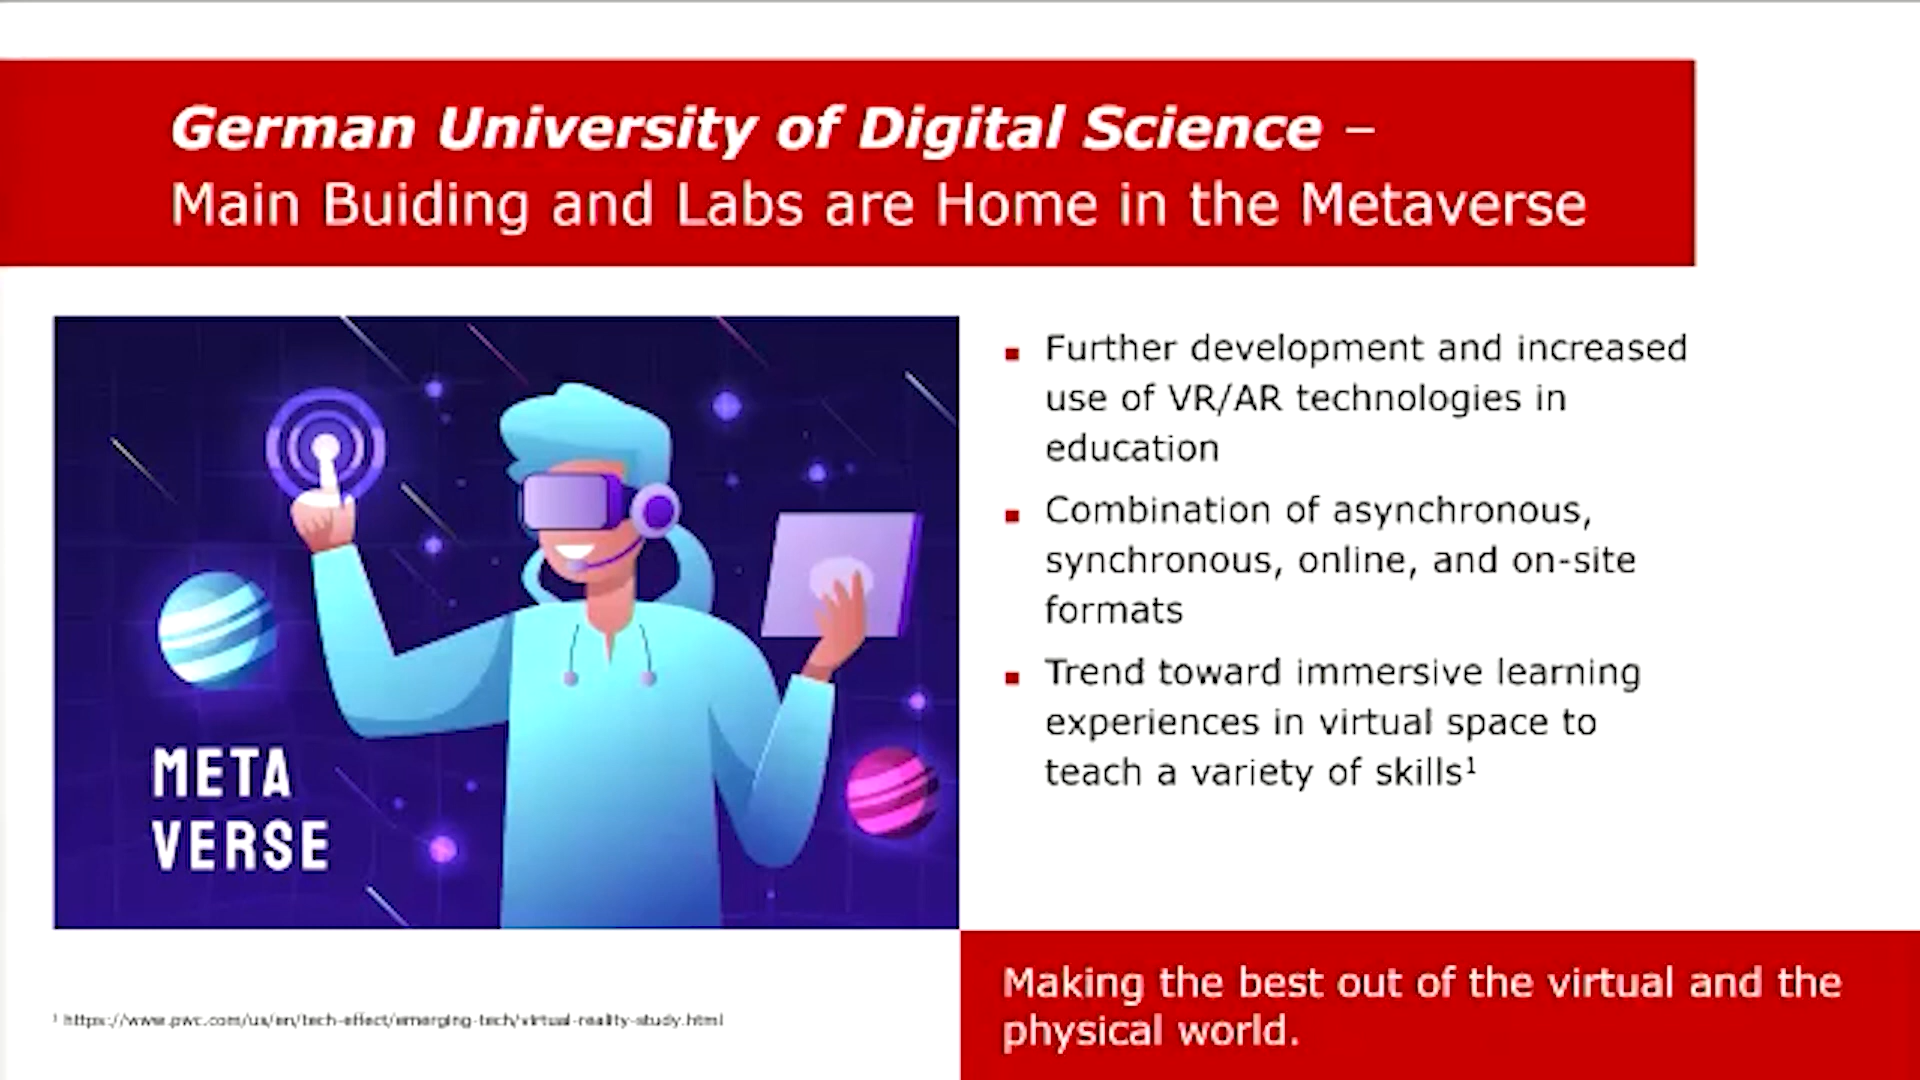 German University of Digital Science –
Main Buiding and Labs are Home in the Metaverse
META
VERSE
▪ Further development and increased
use of VR/AR technologies in
education
▪ Combination of asynchronous,
synchronous, online, and on-site
formats
▪ Trend toward immersive learning
experiences in virtual space to
teach a variety of skills¹
Making the best out of the virtual and the
physical world.
¹ https://www.pwc.com/us/en/tech-effect/emerging-tech/virtual-reality-study.html